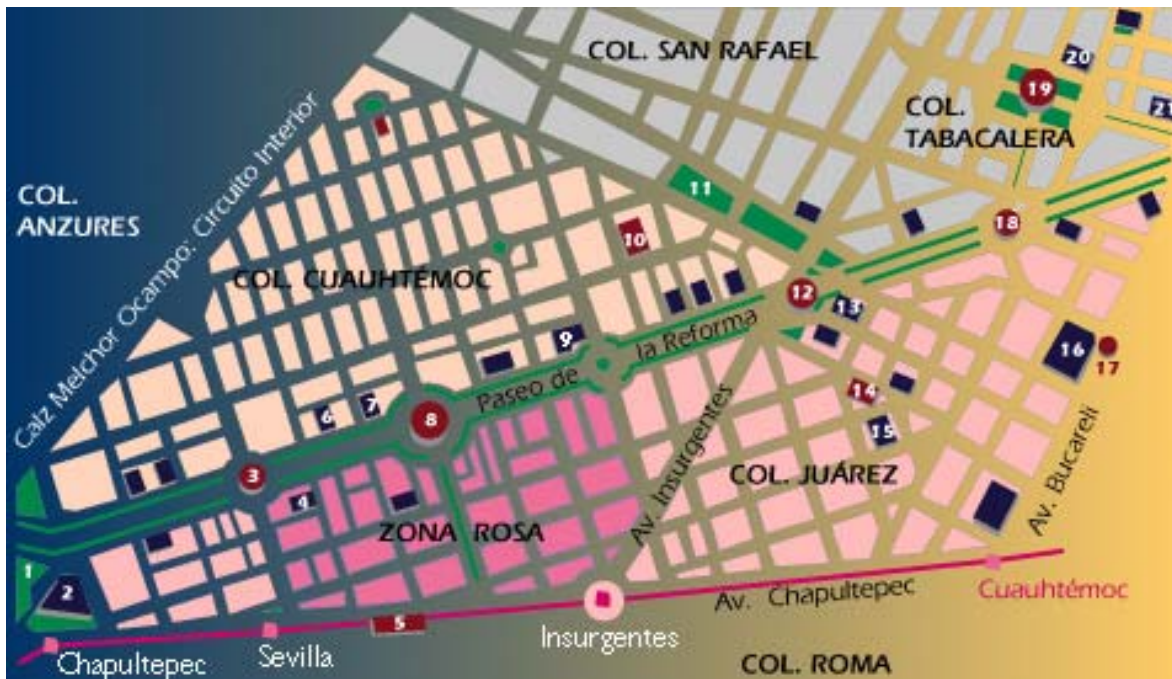 COL. SAN RAFAEL
20
19
COL.
TABACALERA
Calz Melchor Ocampo: Circuito Interior
COL.
ANZURES
11
18
10
COL. CUAUHTÉMOC
12
13
Paseo de la Reforma
9
16
17
6
7
8
14
15
3
4
COL. JUÁREZ
Av. Insurgentes
Av. Bucareli
ZONA ROSA
1
2
5
Av. Chapultepec
Cuauhtémoc
Insurgentes
Sevilla
Chapultepec
COL. ROMA